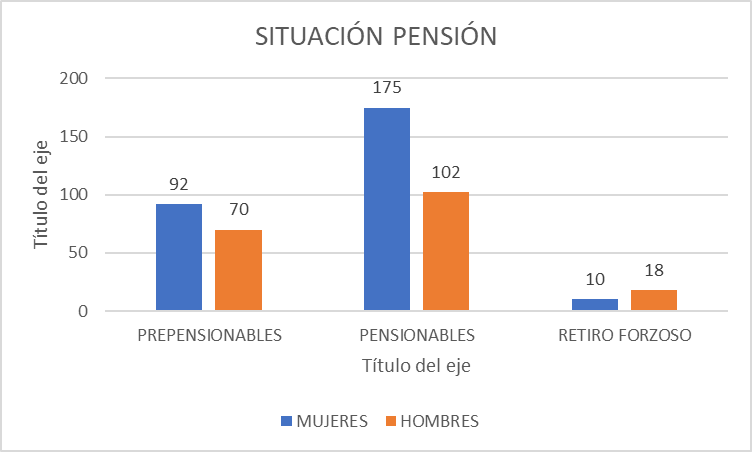 SITUACIÓN PENSIÓN
200
150
100
50
0
Título del eje
92
70
175
102
10
18
PREPENSIONABLES
PENSIONABLES
RETIRO FORZOSO
Título del eje
MUJERES
HOMBRES